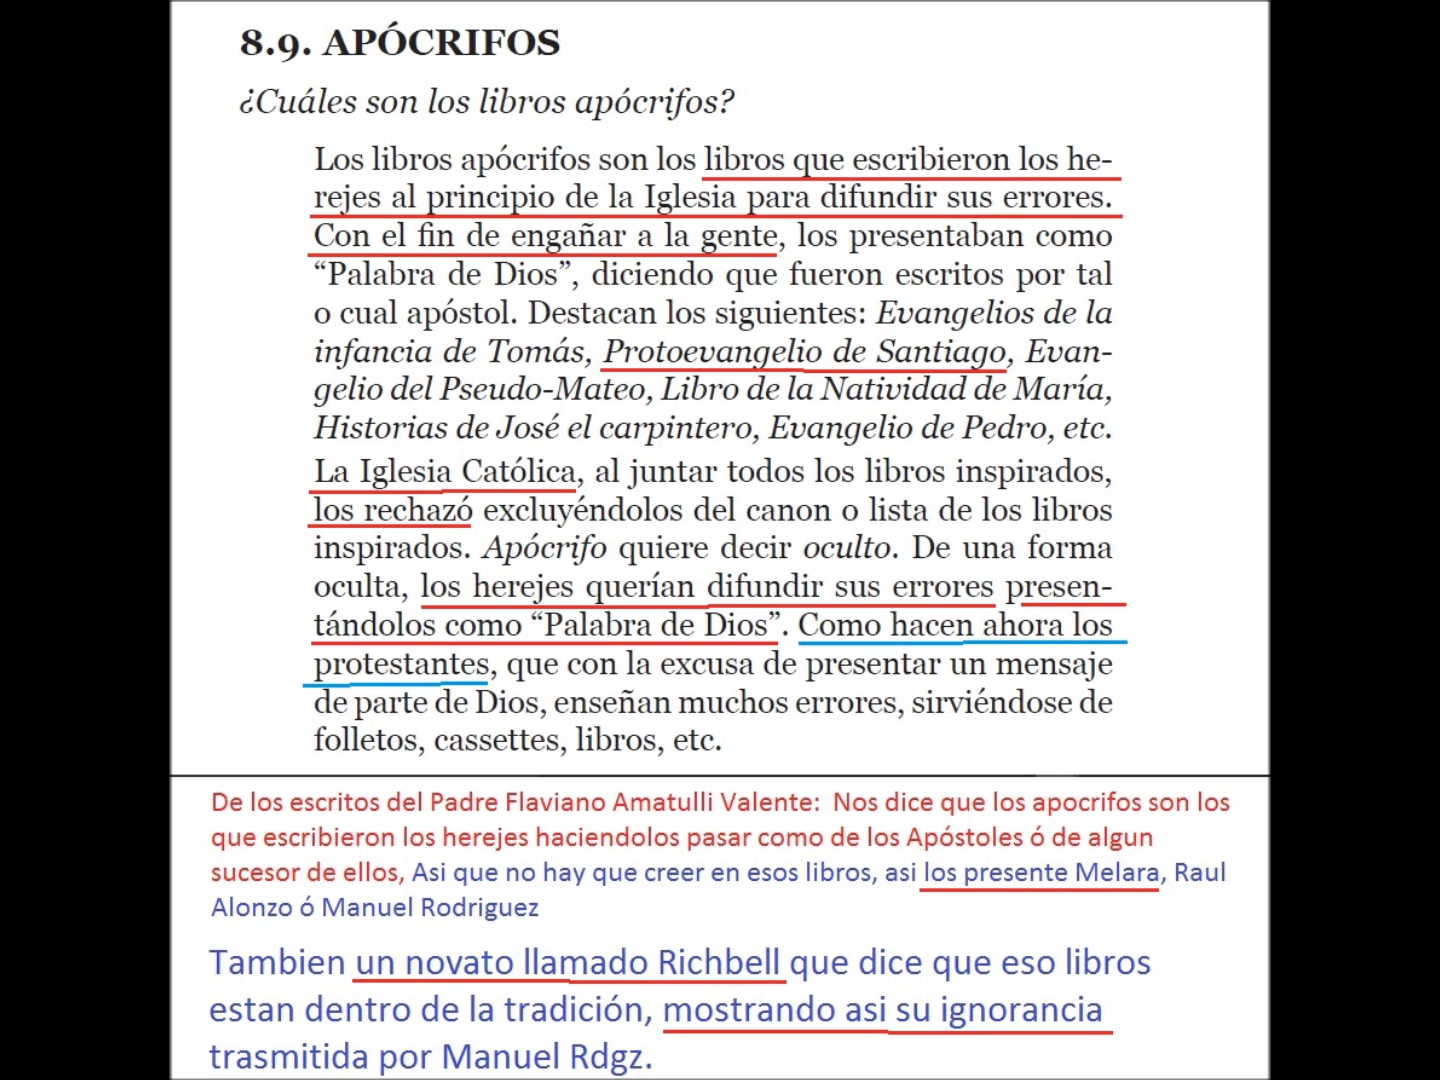 8.9. APÓCRIFOS
¿Cuáles son los libros apócrifos?
Los libros apócrifos son los libros que escribieron los he-
rejes al principio de la Iglesia para difundir sus errores.
Con el fin de engañar a la gente, los presentaban como
“Palabra de Dios”, diciendo que fueron escritos por tal
o cual apóstol. Destacan los siguientes: Evangelios de la
infancia de Tomás, Protoevangelio de Santiago, Evan-
gelio del Pseudo-Mateo, Libro de la Natividad de María,
Historias de José el carpintero, Evangelio de Pedro, etc.
La Iglesia Católica, al juntar todos los libros inspirados,
los rechazó excluyéndolos del canon o lista de los libros
inspirados. Apócrifo quiere decir oculto. De una forma
oculta, los herejes querían difundir sus errores presen-
tándolos como “Palabra de Dios”. Como hacen ahora los
protestantes, que con la excusa de presentar un mensaje
de parte de Dios, enseñan muchos errores, sirviéndose de
folletos, cassettes, libros, etc.
De los escritos del Padre Flaviano Amatulli Valente: Nos dice que los apocrifos son los
que escribieron los herejes haciendolos pasar como de los Apóstoles ó de algun
sucesor de ellos, Asi que no hay que creer en esos libros, asi los presente Melara, Raul
Alonzo ó Manuel Rodriguez
Tambien un novato llamado Richbell que dice que eso libros
estan dentro de la tradición, mostrando asi su ignorancia
trasmitida por Manuel Rdgz.